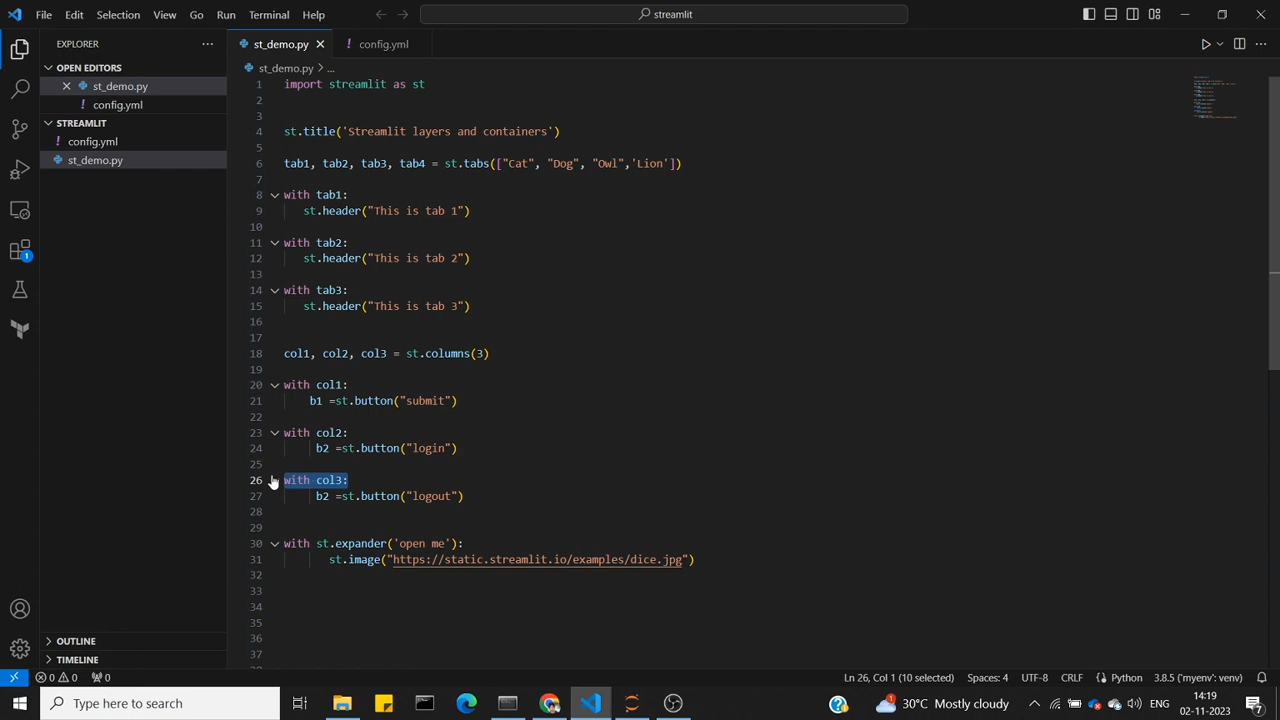 File Edit Selection View Go Run Terminal Help streamlit
EXPLORER ... st_demo.py config.yml
OPEN EDITORS
st_demo.py
config.yml
STREAMLIT
config.yml
st_demo.py
st_demo.py > ...
1 import streamlit as st
2
3
4 st.title('Streamlit layers and containers')
5
6 tab1, tab2, tab3, tab4 = st.tabs(["Cat", "Dog", "Owl",'Lion'])
7
8 with tab1:
9 st.header("This is tab 1")
10
11 with tab2:
12 st.header("This is tab 2")
13
14 with tab3:
15 st.header("This is tab 3")
16
17
18 col1, col2, col3 = st.columns(3)
19
20 with col1:
21 b1 =st.button("submit")
22
23 with col2:
24 b2 =st.button("login")
25
26 with col3:
27 b2 =st.button("logout")
28
29
30 with st.expander('open me'):
31 st.image("https://static.streamlit.io/examples/dice.jpg")
32
33
34
35
36
37
1
OUTLINE
TIMELINE
0 0 0 Ln 26, Col 1 (10 selected) Spaces: 4 UTF-8 CRLF Python 3.8.5 ('myenv': venv)
Type here to search 30°C Mostly cloudy ENG 14:19
02-11-2023